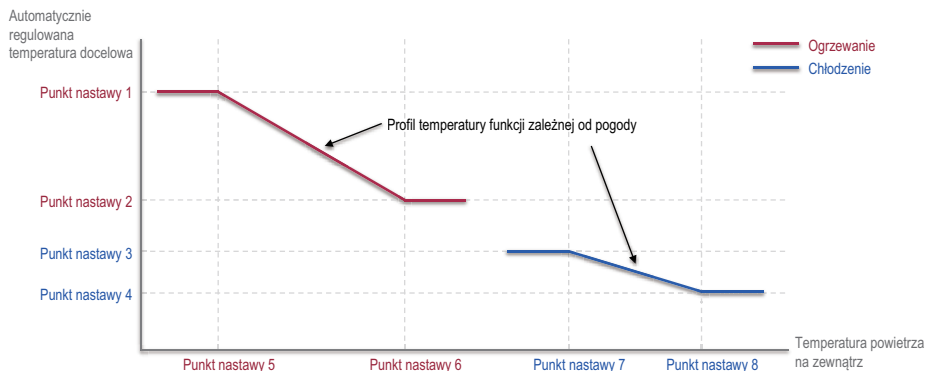 Automatycznie
regulowana
temperatura docelowa
Ogrzewanie
Chłodzenie
Punkt nastawy 1
Profil temperatury funkcji zależnej od pogody
Punkt nastawy 2
Punkt nastawy 3
Punkt nastawy 4
Temperatura powietrza
na zewnątrz
Punkt nastawy 5
Punkt nastawy 6
Punkt nastawy 7
Punkt nastawy 8